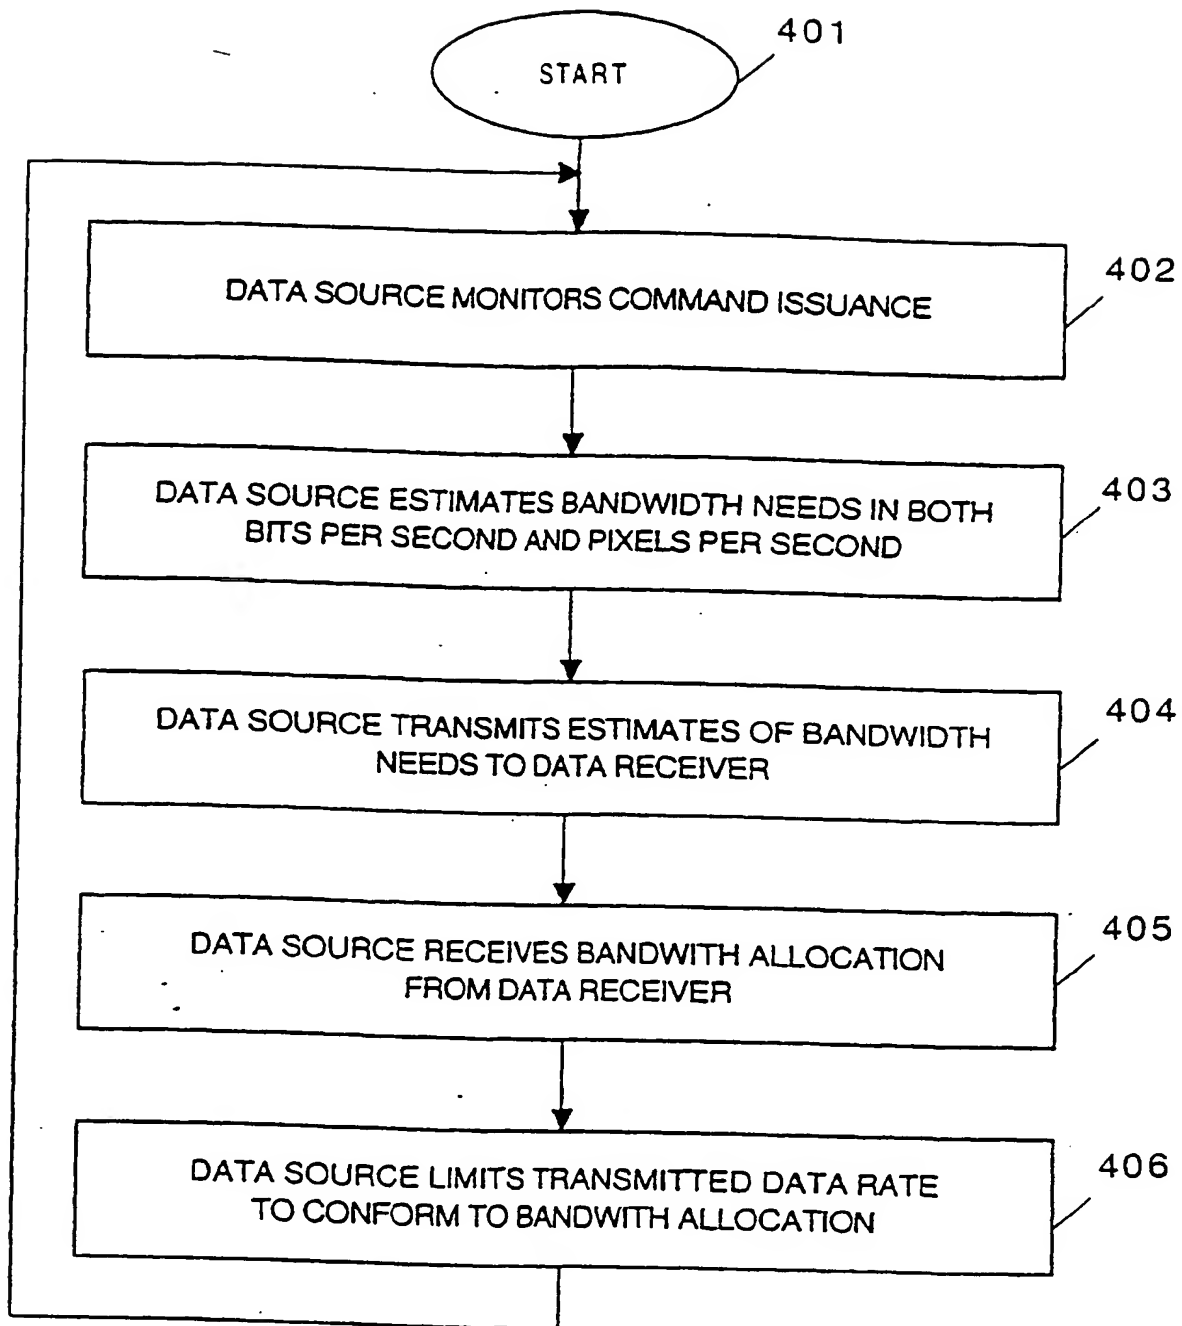 401
START
402
DATA SOURCE MONITORS COMMAND ISSUANCE
403
DATA SOURCE ESTIMATES BANDWIDTH NEEDS IN BOTH
BITS PER SECOND AND PIXELS PER SECOND
404
DATA SOURCE TRANSMITS ESTIMATES OF BANDWIDTH
NEEDS TO DATA RECEIVER
405
DATA SOURCE RECEIVES BANDWITH ALLOCATION
FROM DATA RECEIVER
406
DATA SOURCE LIMITS TRANSMITTED DATA RATE
TO CONFORM TO BANDWITH ALLOCATION